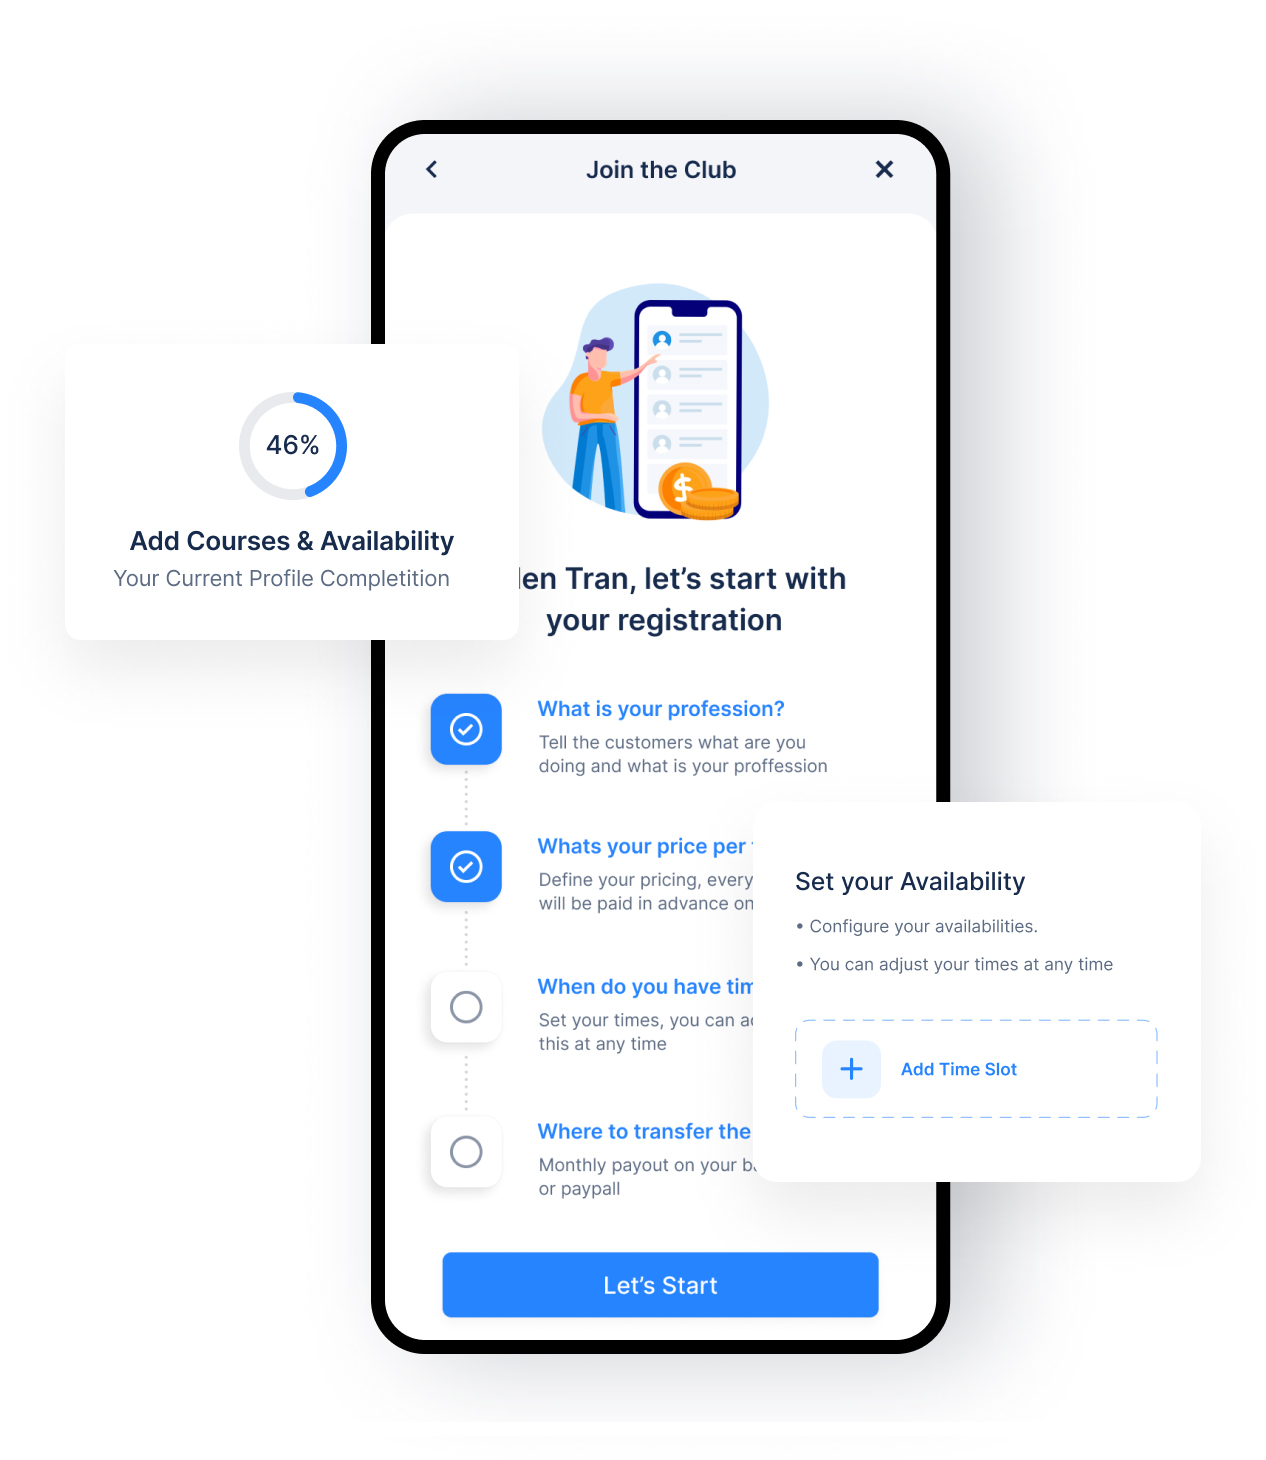 Join the Club
46%
Add Courses & Availability
Your Current Profile Completition
Tran, let's start with
your registration
What is your profession?
Tell the customers what are you
doing and what is your proffession
Whats your price per
Define your pricing, every
will be paid in advance on
When do you have
Set your times, you can
this at any time
Where to transfer the
Monthly payout on your
or paypall
Let's Start
Set your Availability
• Configure your availabilities.
• You can adjust your times at any time
Add Time Slot